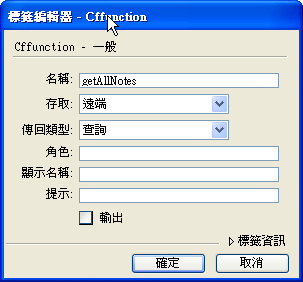 標籤編輯器 - Cffunction
Cffunction - 一般
名稱: getAllNotes
存取: 遠端
傳回類型: 查詢
角色:
顯示名稱:
提示:
輸出
標籤資訊
確定 取消